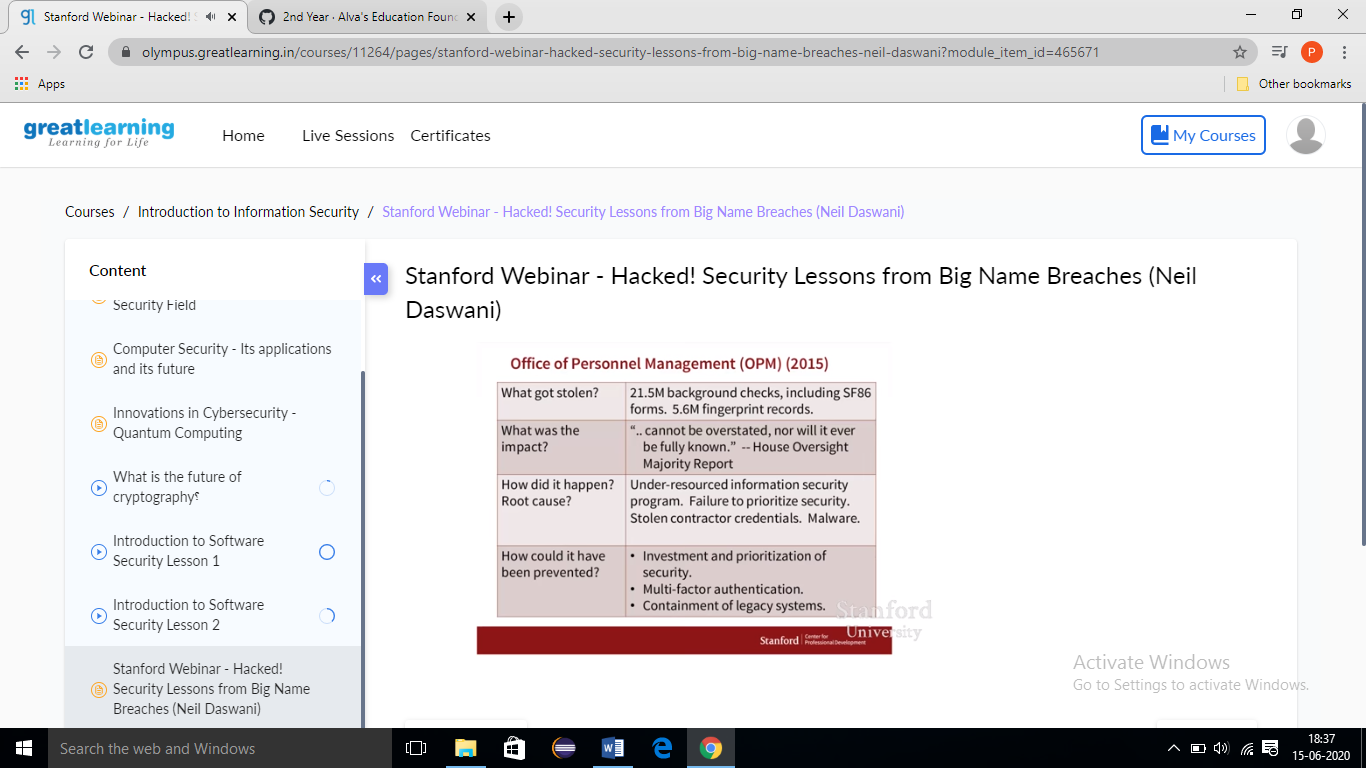 Stanford Webinar - Hacked! S
2nd Year · Alva's Education Foun
olympus.greatlearning.in/courses/11264/pages/stanford-webinar-hacked-security-lessons-from-big-name-breaches-neil-daswani?module_item_id=465671
P
Apps
Other bookmarks
greatlearning
Learning for Life
Home
Live Sessions
Certificates
My Courses
Courses / Introduction to Information Security / Stanford Webinar - Hacked! Security Lessons from Big Name Breaches (Neil Daswani)
Content
Security Field
Computer Security - Its applications
and its future
Innovations in Cybersecurity -
Quantum Computing
What is the future of
cryptography؟
Introduction to Software
Security Lesson 1
Introduction to Software
Security Lesson 2
Stanford Webinar - Hacked!
Security Lessons from Big Name
Breaches (Neil Daswani)
Stanford Webinar - Hacked! Security Lessons from Big Name Breaches (Neil
Daswani)
Office of Personnel Management (OPM) (2015)
What got stolen?
21.5M background checks, including SF86
forms. 5.6M fingerprint records.
What was the
impact?
“.. cannot be overstated, nor will it ever
be fully known.” -- House Oversight
Majority Report
How did it happen?
Root cause?
Under-resourced information security
program. Failure to prioritize security.
Stolen contractor credentials. Malware.
How could it have
been prevented?
• Investment and prioritization of
security.
• Multi-factor authentication.
• Containment of legacy systems.
Stanford
University
Stanford
Center for
Professional Development
Activate Windows
Go to Settings to activate Windows.
Search the web and Windows
18:37
15-06-2020